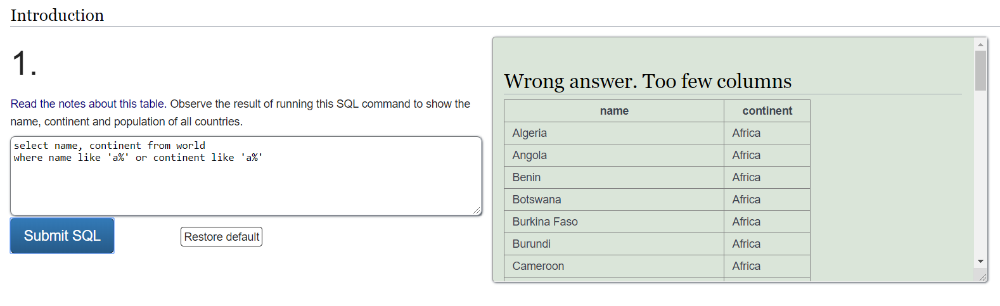 Introduction
1.
Read the notes about this table. Observe the result of running this SQL command to show the
name, continent and population of all countries.
select name, continent from world
where name like 'a%' or continent like 'a%'
Submit SQL
Restore default
Wrong answer. Too few columns
name continent
Algeria Africa
Angola Africa
Benin Africa
Botswana Africa
Burkina Faso Africa
Burundi Africa
Cameroon Africa